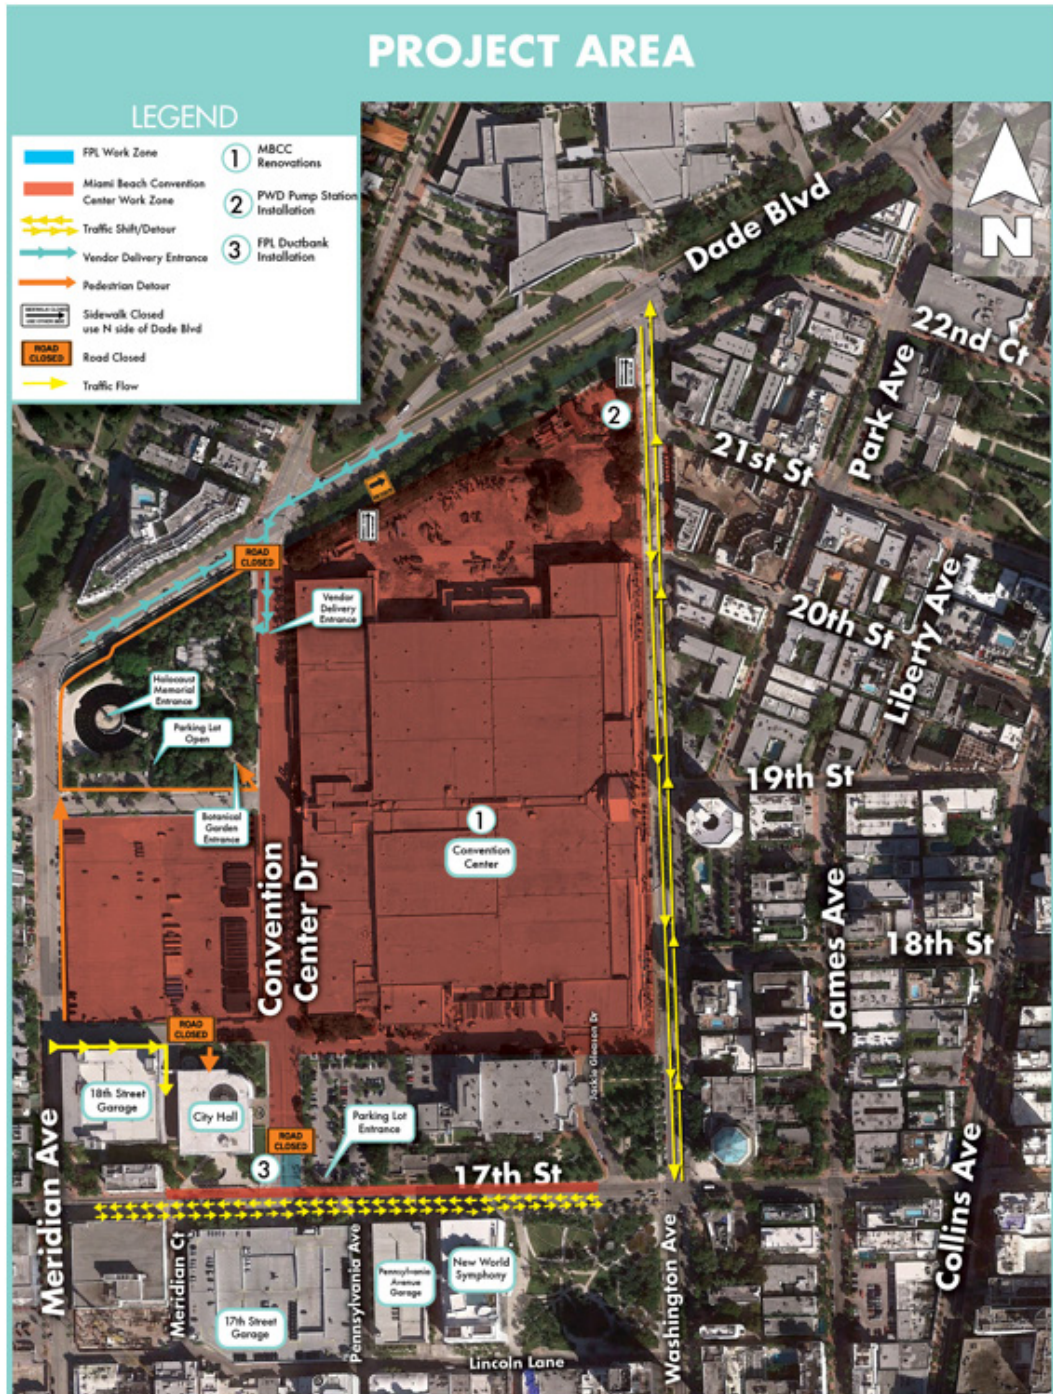 PROJECT AREA
LEGEND
FPL Work Zone
Miami Beach Convention
Center Work Zone
Traffic Shift/Detour
Vendor Delivery Entrance
Pedestrian Detour
Sidewalk Closed
use N side of Dade Blvd
ROAD
CLOSED
Road Closed
Traffic Flow
1
MBCC
Renovations
2
PWD Pump Station
Installation
3
FPL Ductbank
Installation
N
Dade Blvd
22nd Ct
Park Ave
2
21st St
ROAD
CLOSED
Vendor
Delivery
Entrance
20th St
Liberty Ave
Holocaust
Memorial
Entrance
Parking Lot
Open
19th St
Botanical
Garden
Entrance
1
Convention
Center
Convention
Center Dr
James Ave
18th St
ROAD
CLOSED
Jackie Gleason Dr
18th Street
Garage
City Hall
Parking Lot
Entrance
ROAD
CLOSED
3
17th St
Meridian Ave
Meridian Ct
Pennsylvania Ave
Pennsylvania
Avenue
Garage
New World
Symphony
17th Street
Garage
Washington Ave
Collins Ave
Lincoln Lane